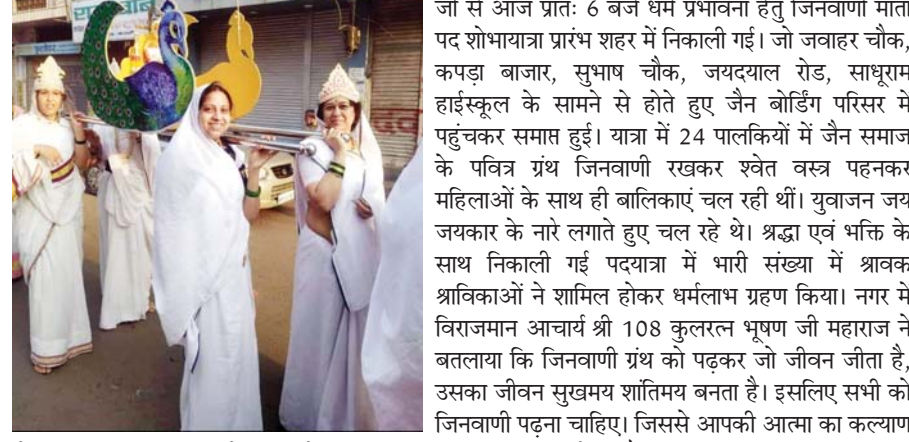 जी से आज प्रातः 6 बजे धर्म प्रभावना हेतु जिनवाणी माता
पद शोभायात्रा प्रारंभ शहर में निकाली गई। जो जवाहर चौक,
कपड़ा बाजार, सुभाष चौक, जयदयाल रोड, साधूराम
हाईस्कूल के सामने से होते हुए जैन बोर्डिंग परिसर मे
पहुंचकर समाप्त हुई। यात्रा में 24 पालकियों में जैन समाज
के पवित्र ग्रंथ जिनवाणी रखकर श्वेत वस्त्र पहनकर
महिलाओं के साथ ही बालिकाएं चल रही थीं। युवाजन जय
जयकार के नारे लगाते हुए चल रहे थे। श्रद्धा एवं भक्ति के
साथ निकाली गई पदयात्रा में भारी संख्या में श्रावक
श्राविकाओं ने शामिल होकर धर्मलाभ ग्रहण किया। नगर मे
विराजमान आचार्य श्री 108 कुलरत्न भूषण जी महाराज ने
बतलाया कि जिनवाणी ग्रंथ को पढ़कर जो जीवन जीता है,
उसका जीवन सुखमय शांतिमय बनता है। इसलिए सभी को
जिनवाणी पढ़ना चाहिए। जिससे आपकी आत्मा का कल्याण